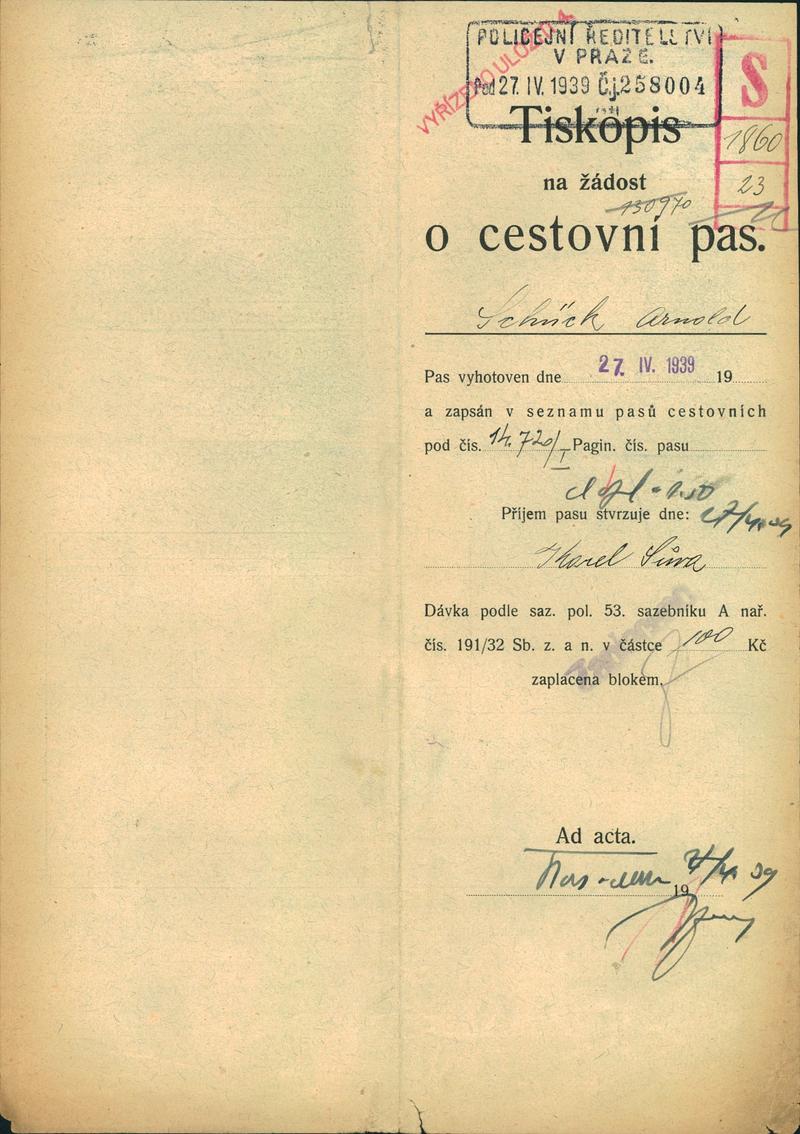 POLICEJNÍ ŘEDITELSTVÍ
V PRAZE.
Pod 27. IV. 1939 Č.j. 258004
VYŘÍZENO ULOŽ
S
1860
23
Tiskopis
na žádost
130970
o cestovní pas.
Schück Arnold
Pas vyhotoven dne 27. IV. 1939 19
a zapsán v seznamu pasů cestovních
pod čís. 14.720/I Pagin. čís. pasu
Příjem pasu stvrzuje dne:
Karel Sůva
Dávka podle saz. pol. 53. sazebníku A nař.
čís. 191/32 Sb. z. a n. v částce 100 Kč
zaplacena blokem.
Ad acta.
19 39